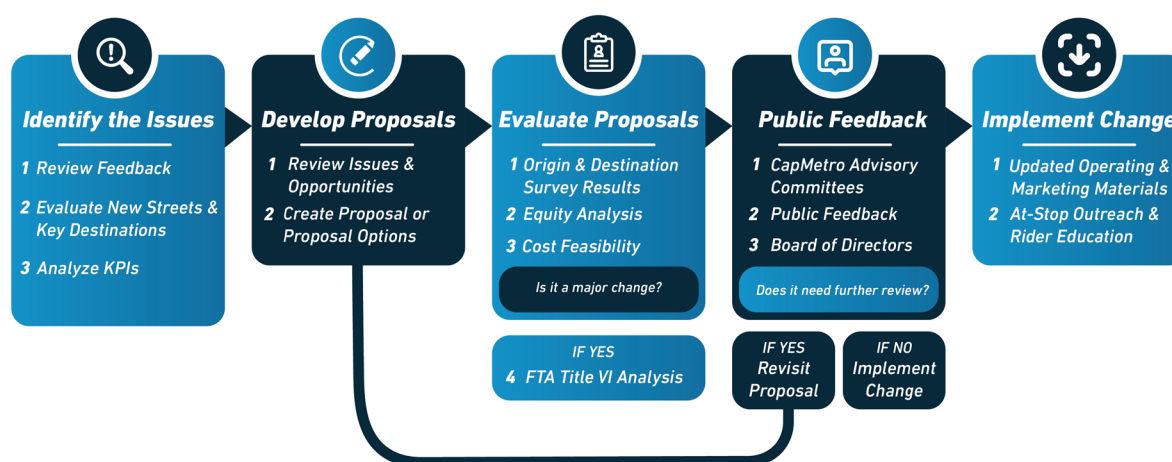 Identify the Issues
1 Review Feedback
2 Evaluate New Streets &
Key Destinations
3 Analyze KPIs
Develop Proposals
1 Review Issues &
Opportunities
2 Create Proposal or
Proposal Options
Evaluate Proposals
1 Origin & Destination
Survey Results
2 Equity Analysis
3 Cost Feasibility
Is it a major change?
IF YES
4 FTA Title VI Analysis
Public Feedback
1 CapMetro Advisory
Committees
2 Public Feedback
3 Board of Directors
Does it need further review?
IF YES
Revisit
Proposal
IF NO
Implement
Change
Implement Change
1 Updated Operating &
Marketing Materials
2 At-Stop Outreach &
Rider Education